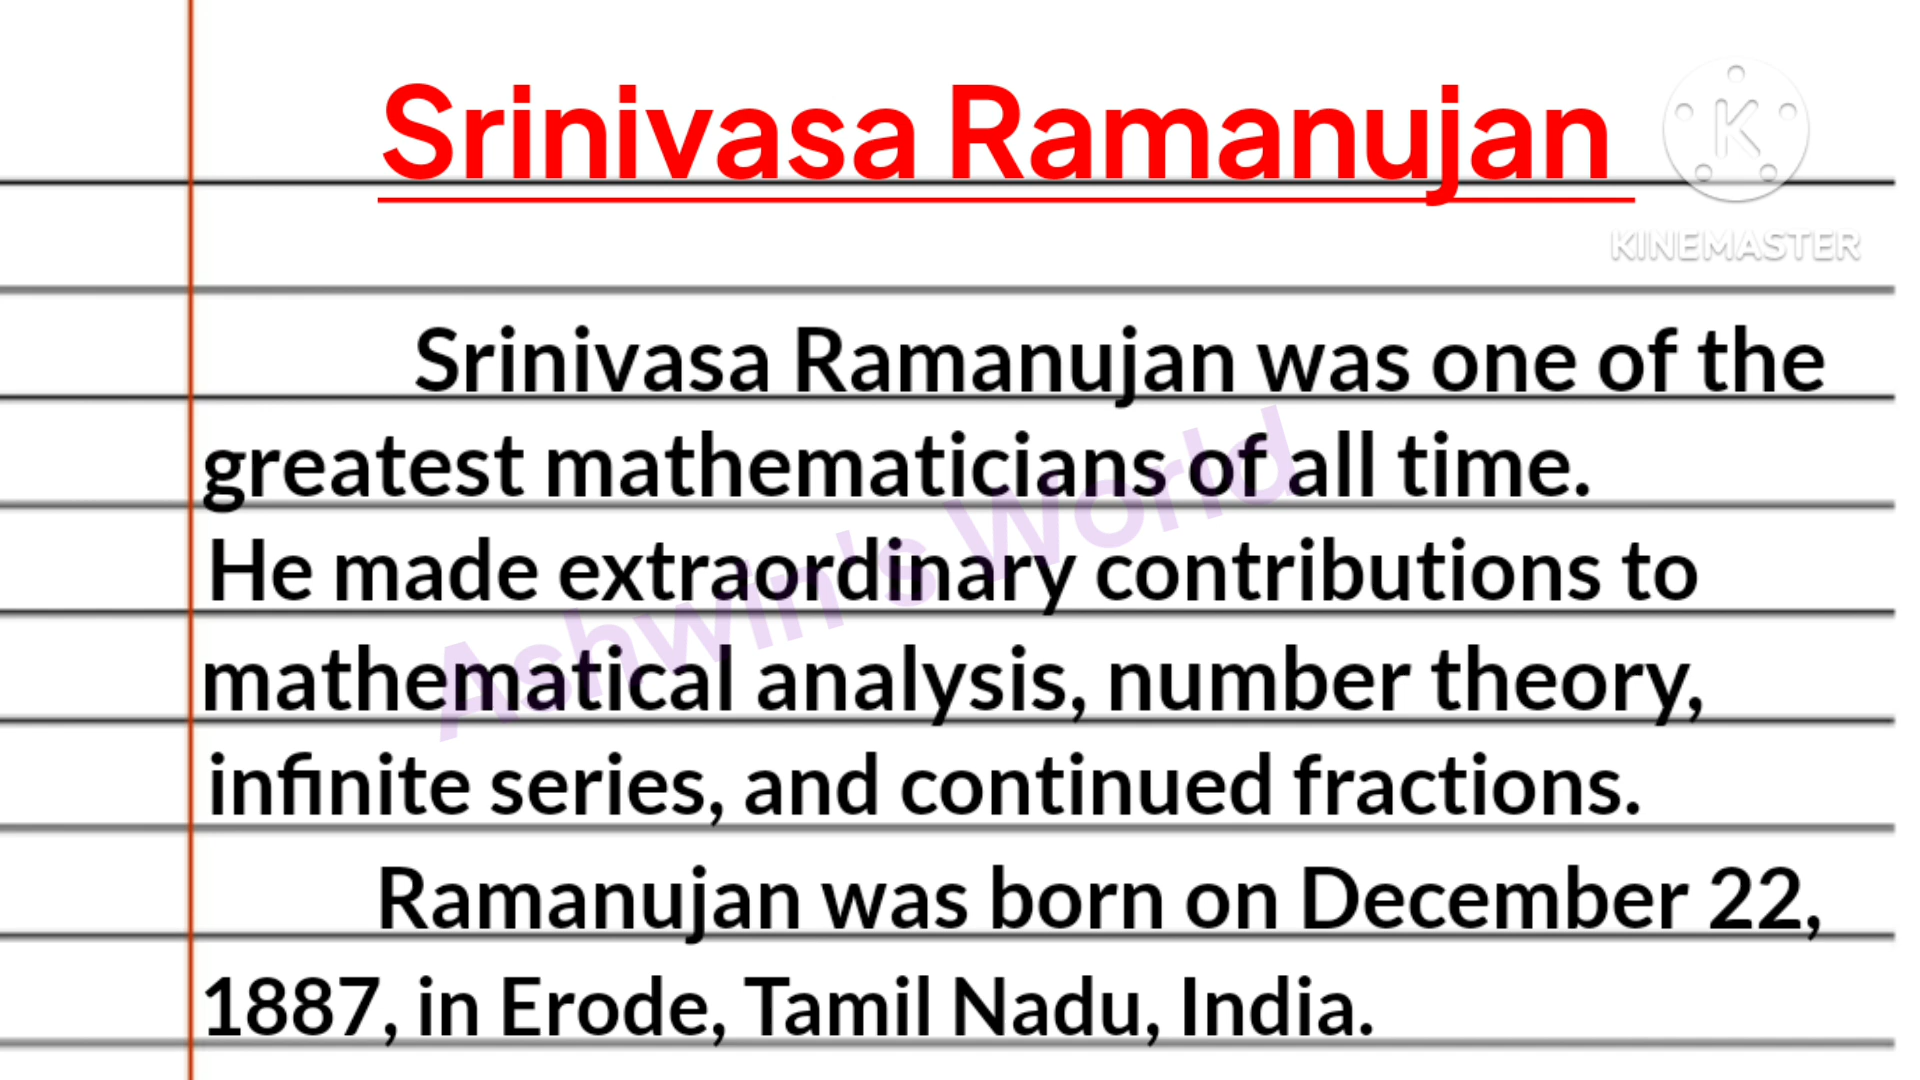 Srinivasa Ramanujan
K
KINEMASTER
Srinivasa Ramanujan was one of the
greatest mathematicians of all time.
He made extraordinary contributions to
mathematical analysis, number theory,
infinite series, and continued fractions.
Ramanujan was born on December 22,
1887, in Erode, Tamil Nadu, India.
Ashwin's World